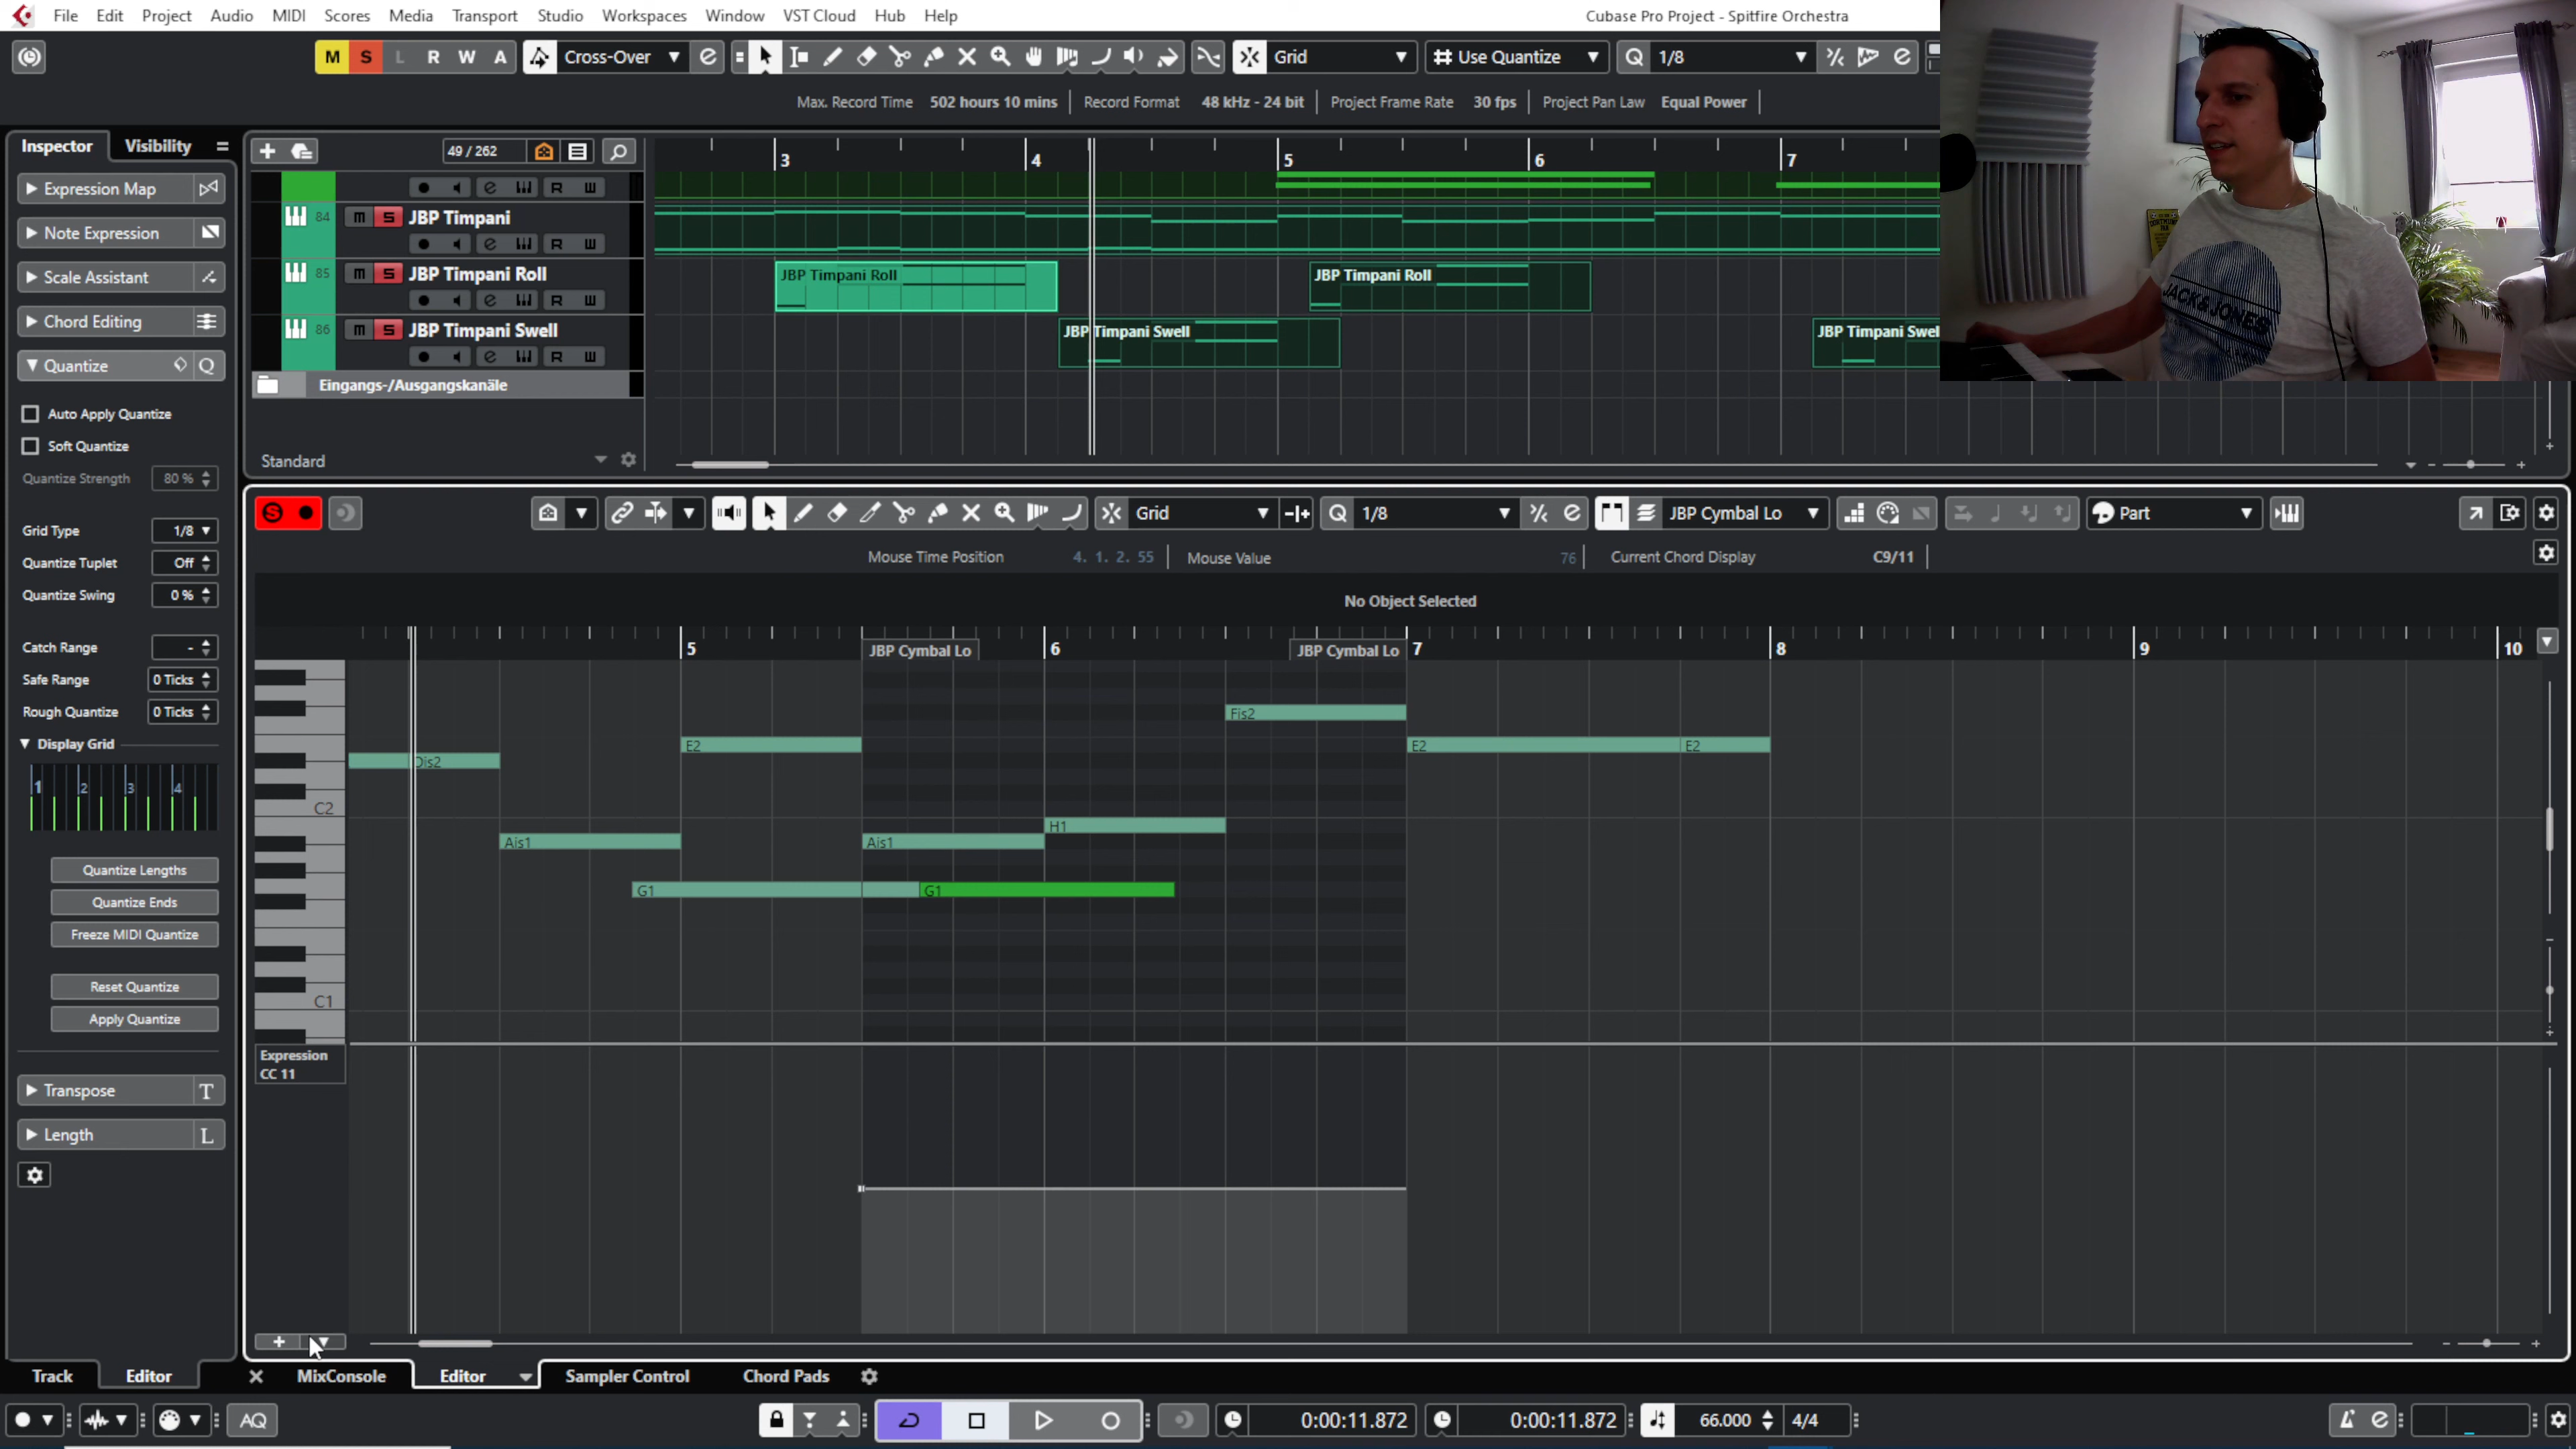 File Edit Project Audio MIDI Scores Media Transport Studio Workspaces Window VST Cloud Hub Help
Cubase Pro Project - Spitfire Orchestra
M S L R W A Cross-Over Grid Use Quantize 1/8
Max. Record Time 502 hours 10 mins Record Format 48 kHz - 24 bit Project Frame Rate 30 fps Project Pan Law Equal Power
Inspector Visibility
49 / 262
3 4 5 6 7
Expression Map
Note Expression
Scale Assistant
Chord Editing
Quantize
Auto Apply Quantize
Soft Quantize
Quantize Strength 80 %
Grid Type 1/8
Quantize Tuplet Off
Quantize Swing 0 %
Catch Range -
Safe Range 0 Ticks
Rough Quantize 0 Ticks
Display Grid
1 2 3 4
Quantize Lengths
Quantize Ends
Freeze MIDI Quantize
Reset Quantize
Apply Quantize
Transpose T
Length L
84 m S JBP Timpani
R W
85 m S JBP Timpani Roll
R W
86 m S JBP Timpani Swell
R W
Eingangs-/Ausgangskanäle
Standard
JBP Timpani Roll JBP Timpani Roll
JBP Timpani Swell JBP Timpani Swel
JACK&JONES
S Grid 1/8 JBP Cymbal Lo Part
Mouse Time Position 4. 1. 2. 55 Mouse Value 76 Current Chord Display C9/11
No Object Selected
5 6 7 8 9 10
JBP Cymbal Lo JBP Cymbal Lo
Fis2
E2 E2 E2
Dis2
C2
H1
Ais1 Ais1
G1 G1
C1
Expression
CC 11
Track Editor MixConsole Editor Sampler Control Chord Pads
AQ 0:00:11.872 0:00:11.872 66.000 4/4